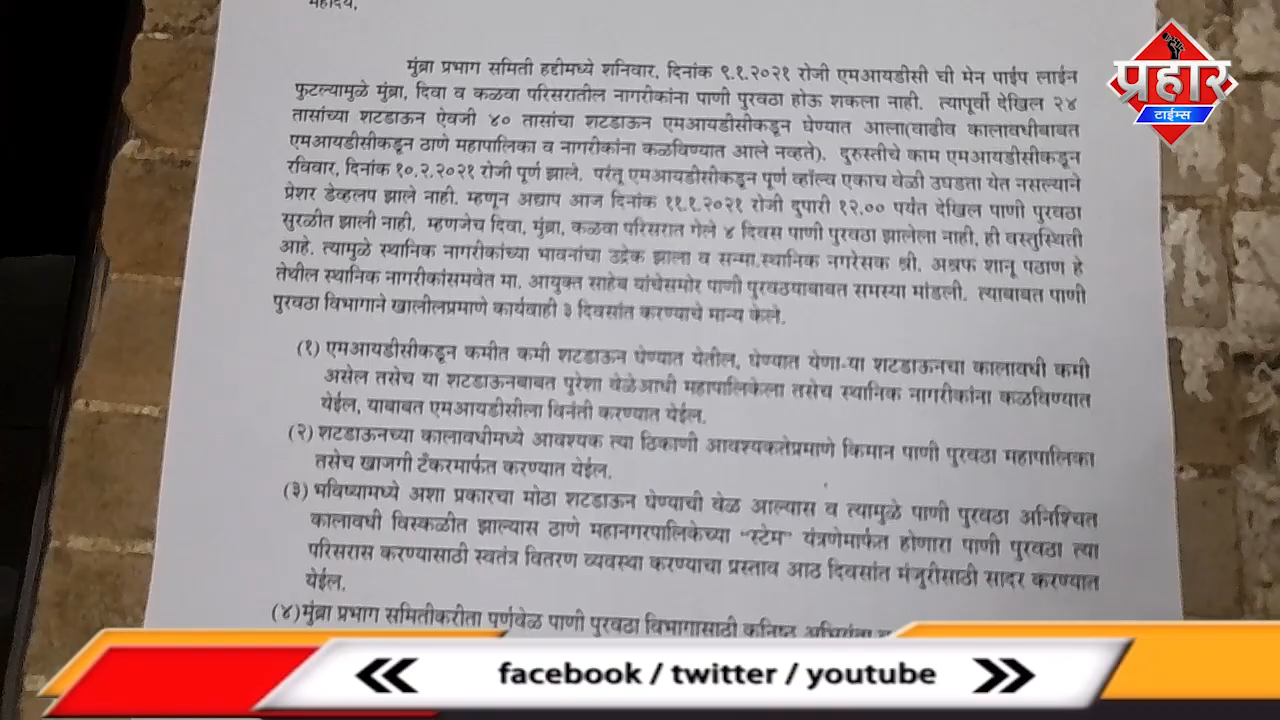 महोदय,
मुंब्रा प्रभाग समिती हद्दीमध्ये शनिवार, दिनांक ९.१.२०२१ रोजी एमआयडीसी ची मेन पाईप लाईन
फुटल्यामुळे मुंब्रा, दिवा व कळवा परिसरातील नागरीकांना पाणी पुरवठा होऊ शकला नाही. त्यापूर्वी देखिल २४
तासांच्या शटडाऊन ऐवजी ४० तासांचा शटडाऊन एमआयडीसीकडून घेण्यात आला(वाढीव कालावधीबाबत
एमआयडीसीकडून ठाणे महापालिका व नागरीकांना कळविण्यात आले नव्हते). दुरुस्तीचे काम एमआयडीसीकडून
रविवार, दिनांक १०.२.२०२१ रोजी पूर्ण झाले. परंतू एमआयडीसीकडून पूर्ण व्हॉल्व एकाच वेळी उघडता येत नसल्याने
प्रेशर डेव्हलप झाले नाही. म्हणून अद्याप आज दिनांक ११.१.२०२१ रोजी दुपारी १२.०० पर्यंत देखिल पाणी पुरवठा
सुरळीत झाली नाही. म्हणजेच दिवा, मुंब्रा, कळवा परिसरात गेले ४ दिवस पाणी पुरवठा झालेला नाही, ही वस्तुस्थिती
आहे. त्यामुळे स्थानिक नागरीकांच्या भावनांचा उद्रेक झाला व सन्मा.स्थानिक नगरेसक श्री. अश्रफ शानू पठाण हे
तेथील स्थानिक नागरीकांसमवेत मा. आयुक्त साहेब यांचेसमोर पाणी पुरवठयाबाबत समस्या मांडली. त्याबाबत पाणी
पुरवठा विभागाने खालीलप्रमाणे कार्यवाही ३ दिवसांत करण्याचे मान्य केले.
(१) एमआयडीसीकडून कमीत कमी शटडाऊन घेण्यात येतील, घेण्यात येणा-या शटडाऊनचा कालावधी कमी
असेल तसेच या शटडाऊनबाबत पुरेशा वेळेआधी महापालिकेला तसेच स्थानिक नागरीकांना कळविण्यात
येईल, याबाबत एमआयडीसीला विनंती करण्यात येईल.
(२) शटडाऊनच्या कालावधीमध्ये आवश्यक त्या ठिकाणी आवश्यकतेप्रमाणे किमान पाणी पुरवठा महापालिका
तसेच खाजगी टँकरमार्फत करण्यात येईल.
(३) भविष्यामध्ये अशा प्रकारचा मोठा शटडाऊन घेण्याची वेळ आल्यास व त्यामुळे पाणी पुरवठा अनिश्चित
कालावधी विस्कळीत झाल्यास ठाणे महानगरपालिकेच्या "स्टेम" यंत्रणेमार्फत होणारा पाणी पुरवठा त्या
परिसरास करण्यासाठी स्वतंत्र वितरण व्यवस्था करण्याचा प्रस्ताव आठ दिवसांत मंजुरीसाठी सादर करण्यात
येईल.
(४)मुंब्रा प्रभाग समितीकरीता पूर्णवेळ पाणी पुरवठा विभागासाठी कनिष्ठ अभियंता
प्रहार
टाईम्स
facebook / twitter / youtube